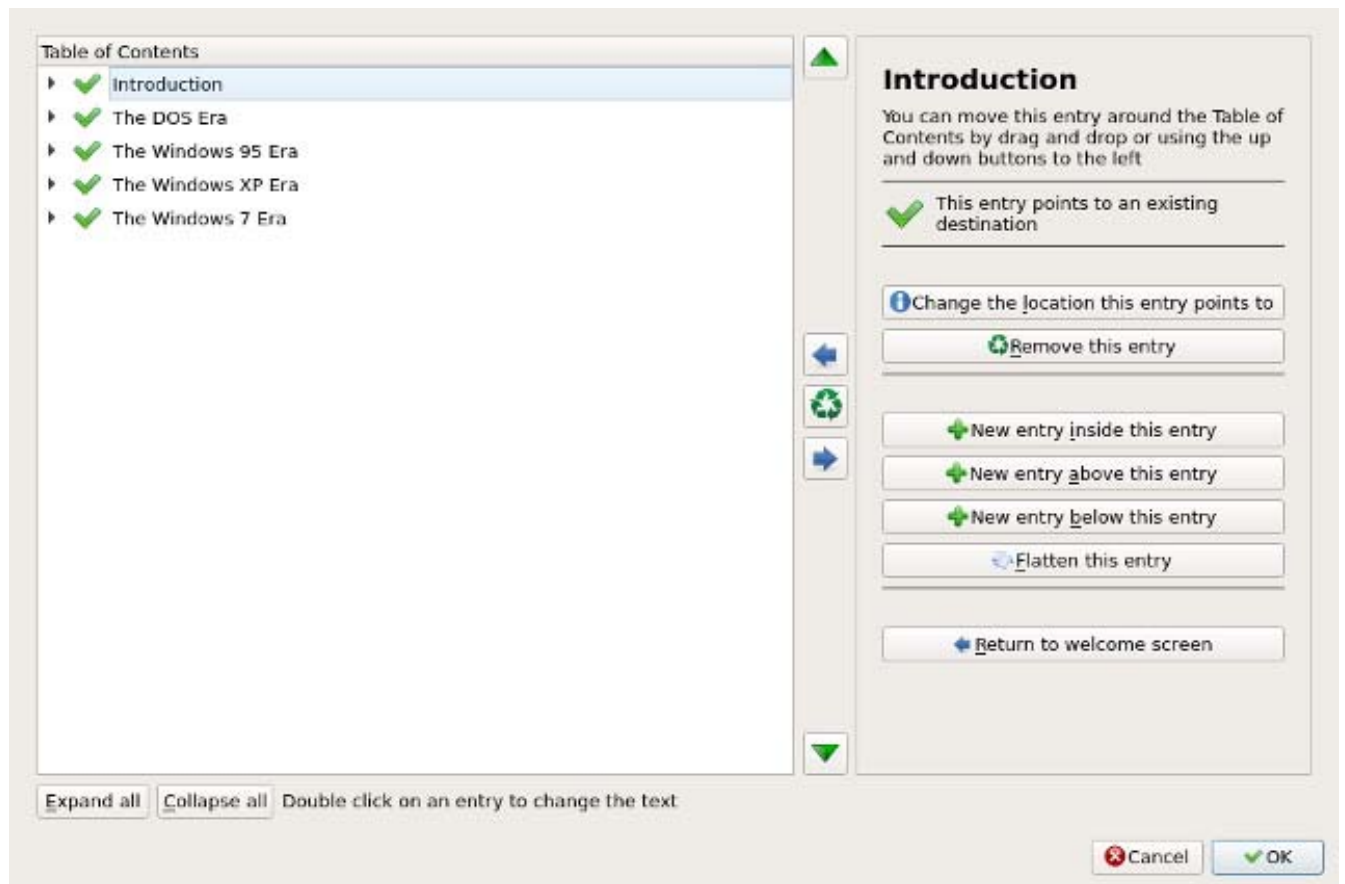 Table of Contents
Introduction
The DOS Era
The Windows 95 Era
The Windows XP Era
The Windows 7 Era
Expand all
Collapse all
Double click on an entry to change the text
Introduction
You can move this entry around the Table of
Contents by drag and drop or using the up
and down buttons to the left
This entry points to an existing
destination
Change the location this entry points to
Remove this entry
New entry inside this entry
New entry above this entry
New entry below this entry
Flatten this entry
Return to welcome screen
Cancel
OK